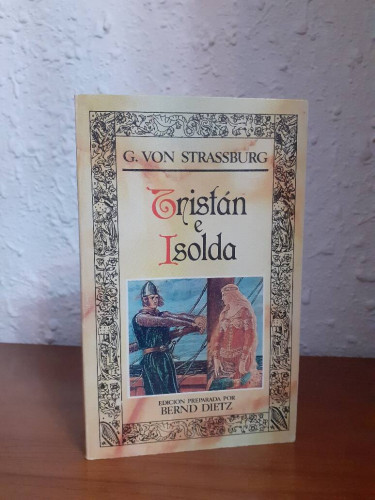 G. VON STRASSBURG
Tristán
e
Isolda
EDICION PREPARADA POR
BERND DIETZ